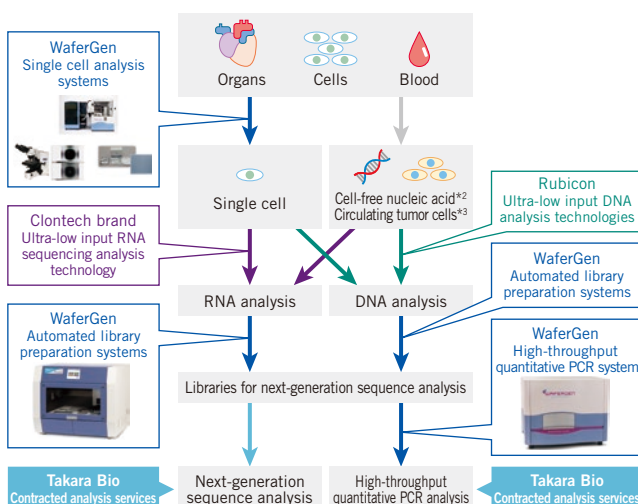 WaferGen
Single cell analysis
systems
Organs
Cells
Blood
Single cell
Cell-free nucleic acid*2
Circulating tumor cells*3
Rubicon
Ultra-low input DNA
analysis technologies
Clontech brand
Ultra-low input RNA
sequencing analysis
technology
RNA analysis
DNA analysis
WaferGen
Automated library
preparation systems
WaferGen
Automated library
preparation systems
WaferGen
High-throughput
quantitative PCR system
WAFERGEN
Libraries for next-generation sequence analysis
Takara Bio
Contracted analysis services
Next-generation
sequence analysis
High-throughput
quantitative PCR analysis
Takara Bio
Contracted analysis services